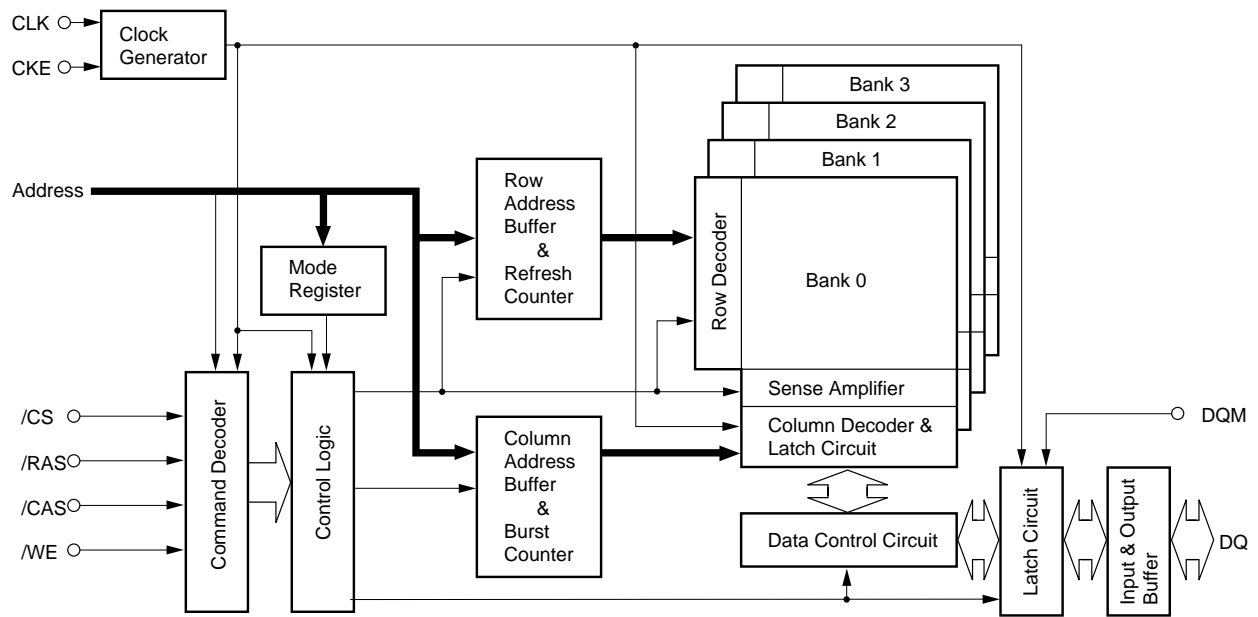 CLK
CKE
Clock
Generator
Bank 3
Bank 2
Bank 1
Bank 0
Row Decoder
Sense Amplifier
Column Decoder &
Latch Circuit
Address
Row
Address
Buffer
&
Refresh
Counter
Mode
Register
/CS
/RAS
/CAS
/WE
Command Decoder
Control Logic
Column
Address
Buffer
&
Burst
Counter
Data Control Circuit
Latch Circuit
Input & Output
Buffer
DQM
DQ